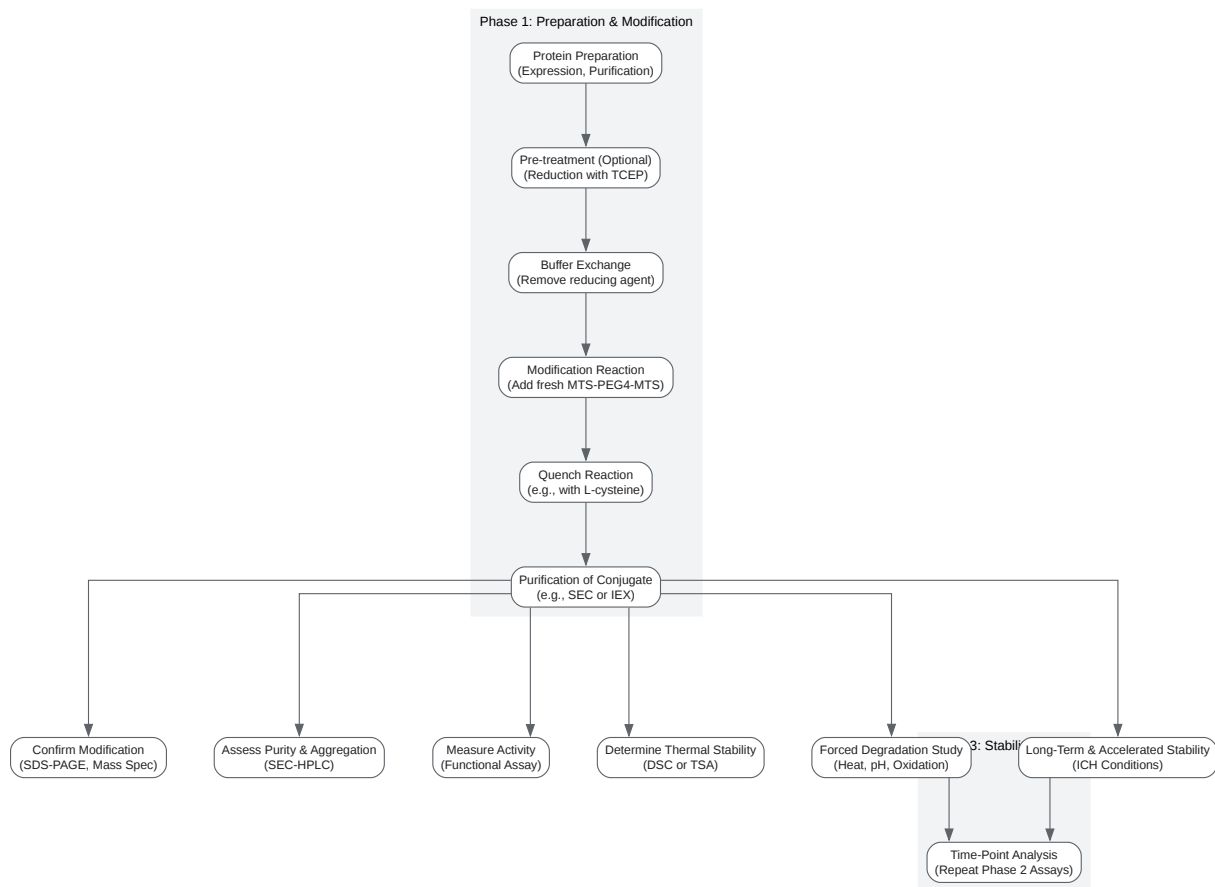 Phase 1: Preparation & Modification
Protein Preparation
(Expression, Purification)
Pre-treatment (Optional)
(Reduction with TCEP)
Buffer Exchange
(Remove reducing agent)
Modification Reaction
(Add fresh MTS-PEG4-MTS)
Quench Reaction
(e.g., with L-cysteine)
Purification of Conjugate
(e.g., SEC or IEX)
Confirm Modification
(SDS-PAGE, Mass Spec)
Assess Purity & Aggregation
(SEC-HPLC)
Measure Activity
(Functional Assay)
Determine Thermal Stability
(DSC or TSA)
Forced Degradation Study
(Heat, pH, Oxidation)
3:
Long-Term & Accelerated Stability
(ICH Conditions)
Time-Point Analysis
(Repeat Phase 2 Assays)